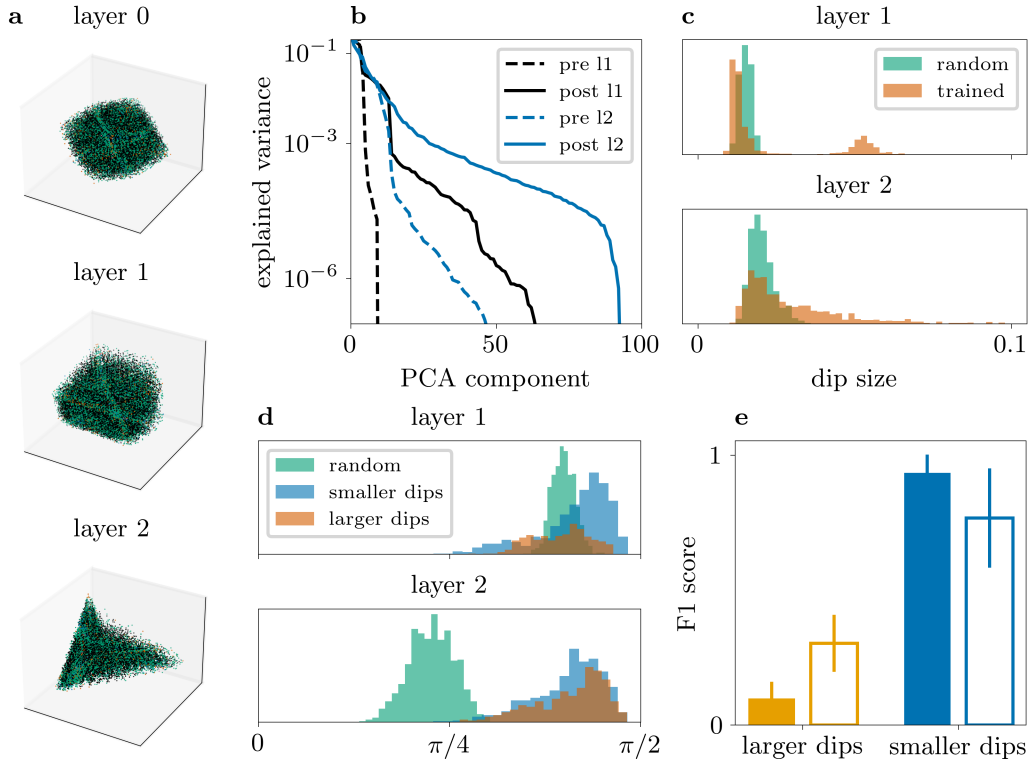 a
layer 0
layer 1
layer 2
b
10⁻¹
10⁻³
10⁻⁶
explained variance
pre l1
post l1
pre l2
post l2
0
50
100
PCA component
c
layer 1
random
trained
layer 2
0
0.1
dip size
d
layer 1
random
smaller dips
larger dips
layer 2
0
π/4
π/2
e
1
0
F1 score
larger dips
smaller dips